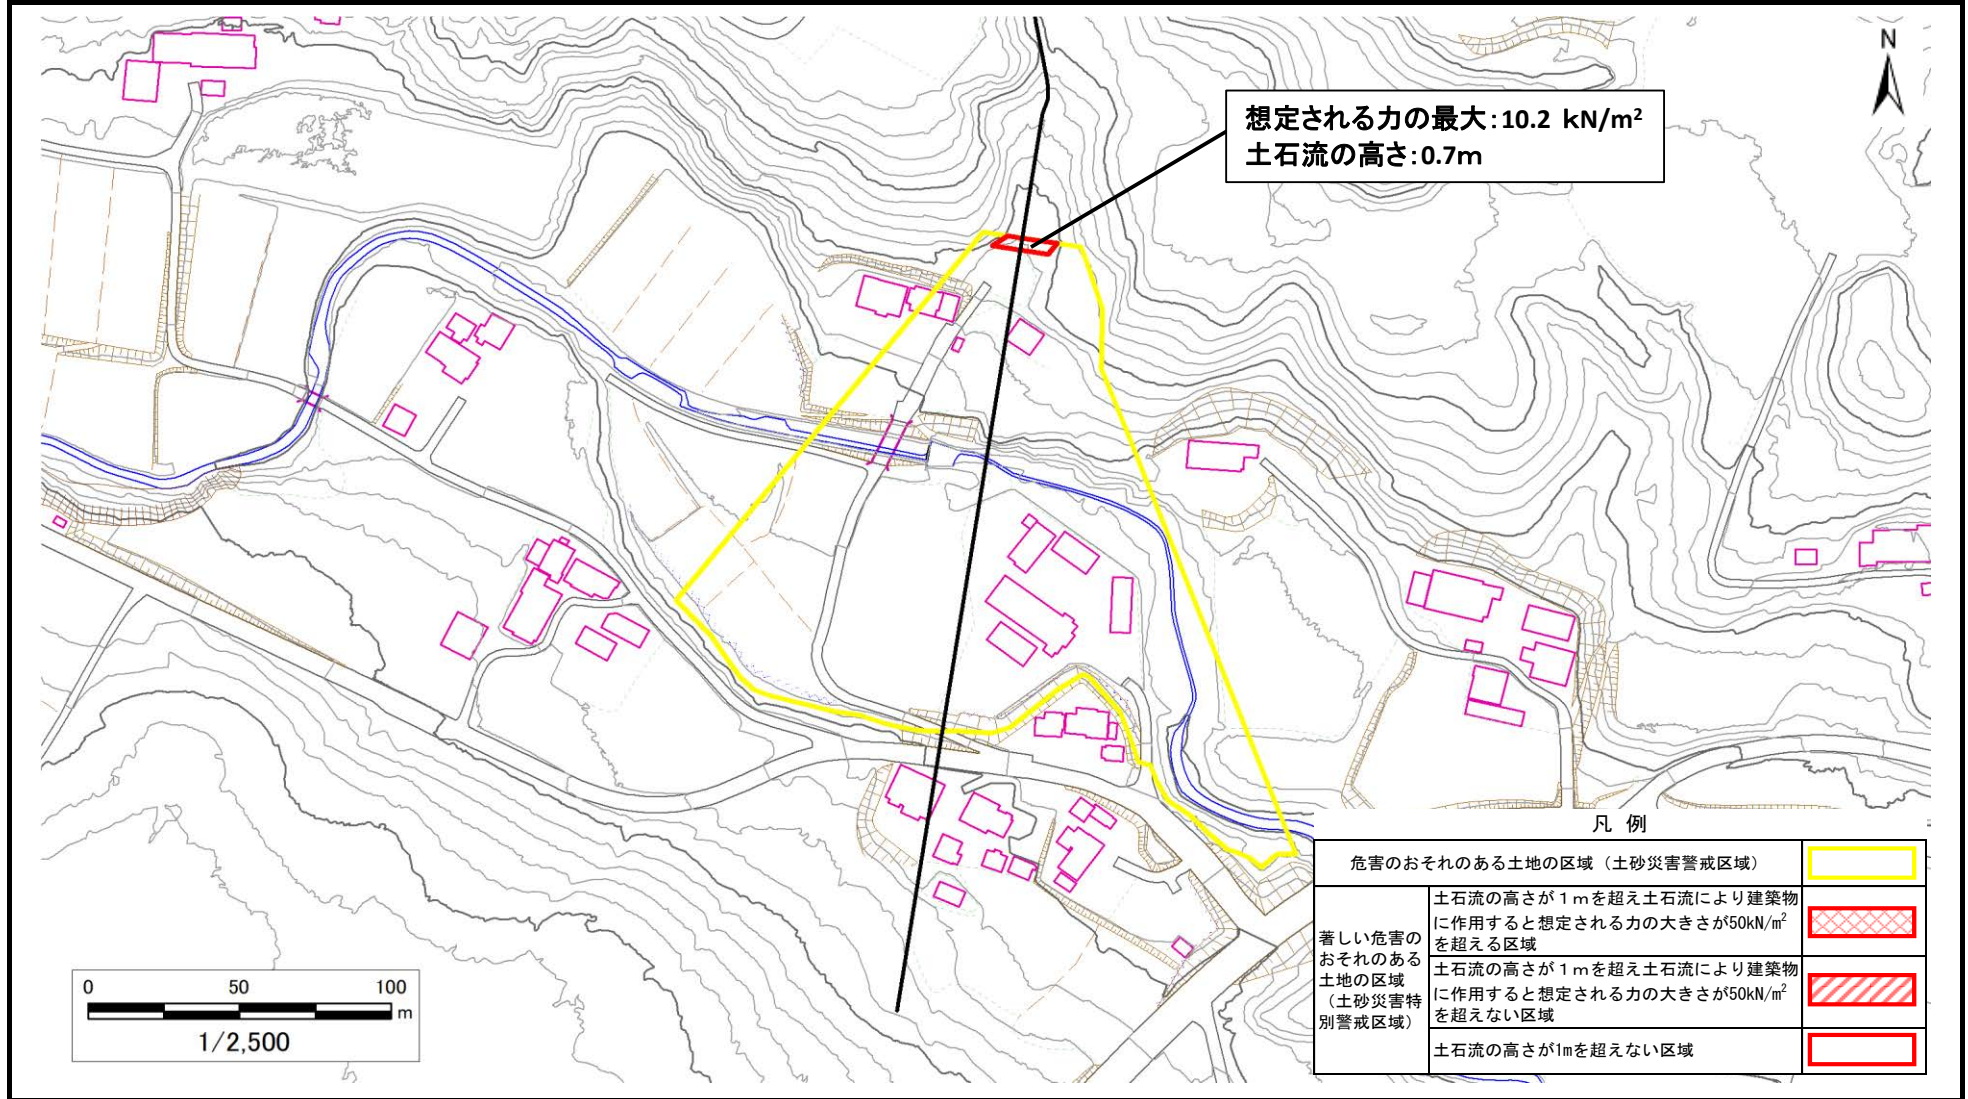 N
想定される力の最大:10.2 kN/m²
土石流の高さ:0.7m
凡 例
危害のおそれのある土地の区域（土砂災害警戒区域）
著しい危害の
おそれのある
土地の区域
（土砂災害特
別警戒区域）
土石流の高さが１ｍを超え土石流により建築物
に作用すると想定される力の大きさが50kN/m²
を超える区域
土石流の高さが１ｍを超え土石流により建築物
に作用すると想定される力の大きさが50kN/m²
を超えない区域
土石流の高さが1mを超えない区域
0 50 100
m
1/2,500